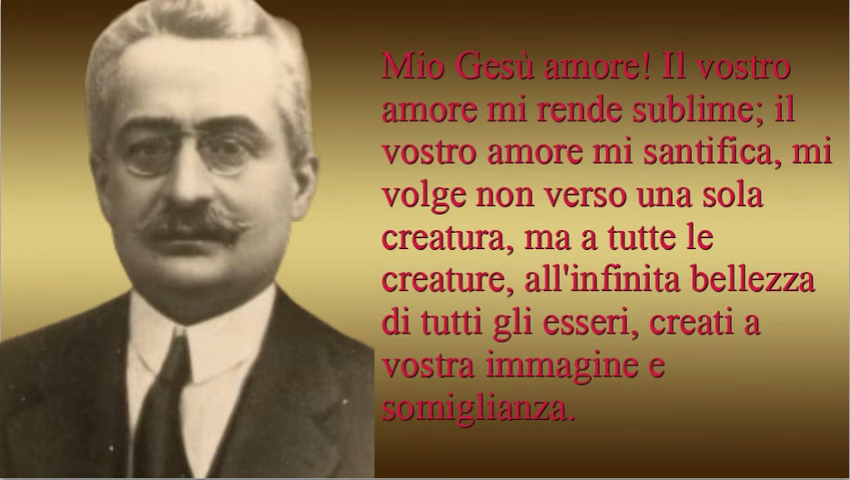 Mio Gesù amore! Il vostro
amore mi rende sublime; il
vostro amore mi santifica, mi
volge non verso una sola
creatura, ma a tutte le
creature, all'infinita bellezza
di tutti gli esseri, creati a
vostra immagine e
somiglianza.